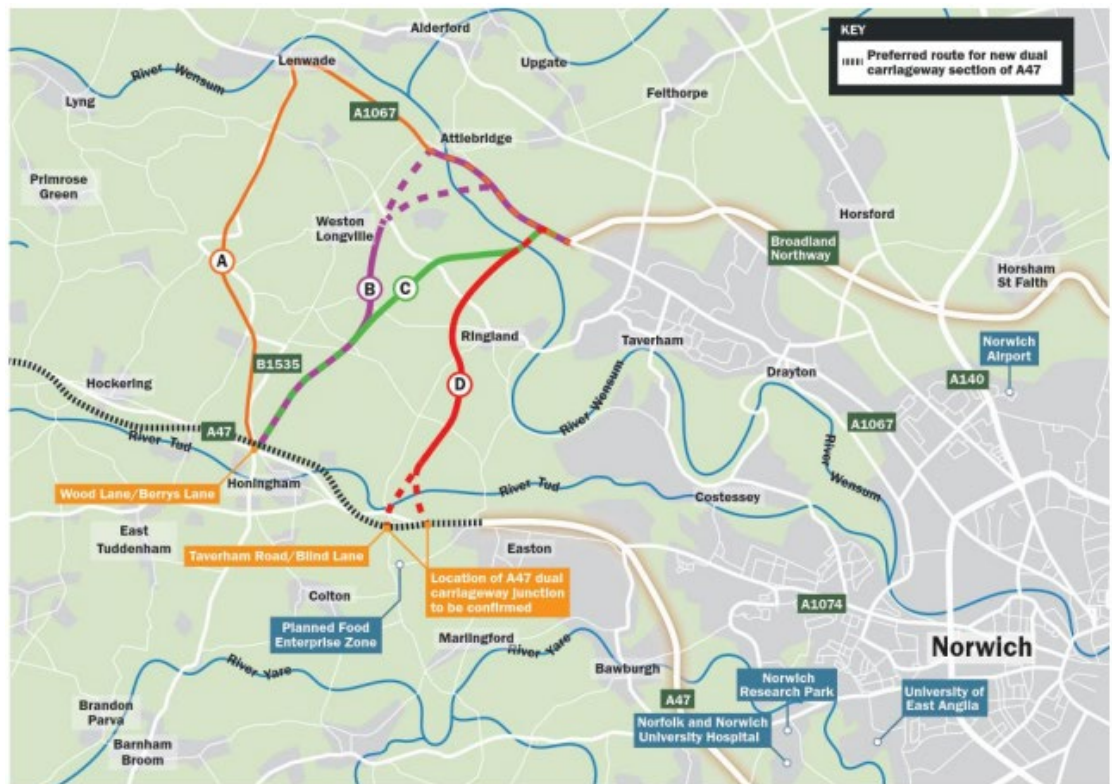 KEY
Preferred route for new dual
carriageway section of A47
Alderford
Lenwade
Upgate
River Wensum
Lyng
Felthorpe
A1067
Attlebridge
Primrose
Green
Weston
Longville
Horsford
Broadland
Northway
Horsham
St Faith
A
B
C
Ringland
Taverham
Norwich
Airport
B1535
Drayton
A140
Hockering
D
River Wensum
A1067
A47
River Tud
River Wensum
Honingham
River Tud
Wood Lane/Berrys Lane
Costessey
East
Tuddenham
Taverham Road/Blind Lane
Easton
Location of A47 dual
carriageway junction
to be confirmed
Colton
A1074
Planned Food
Enterprise Zone
Marlingford
River Yare
Norwich
River Yare
Bawburgh
Norwich
Research Park
University of
East Anglia
A47
Norfolk and Norwich
University Hospital
Brandon
Parva
Barnham
Broom